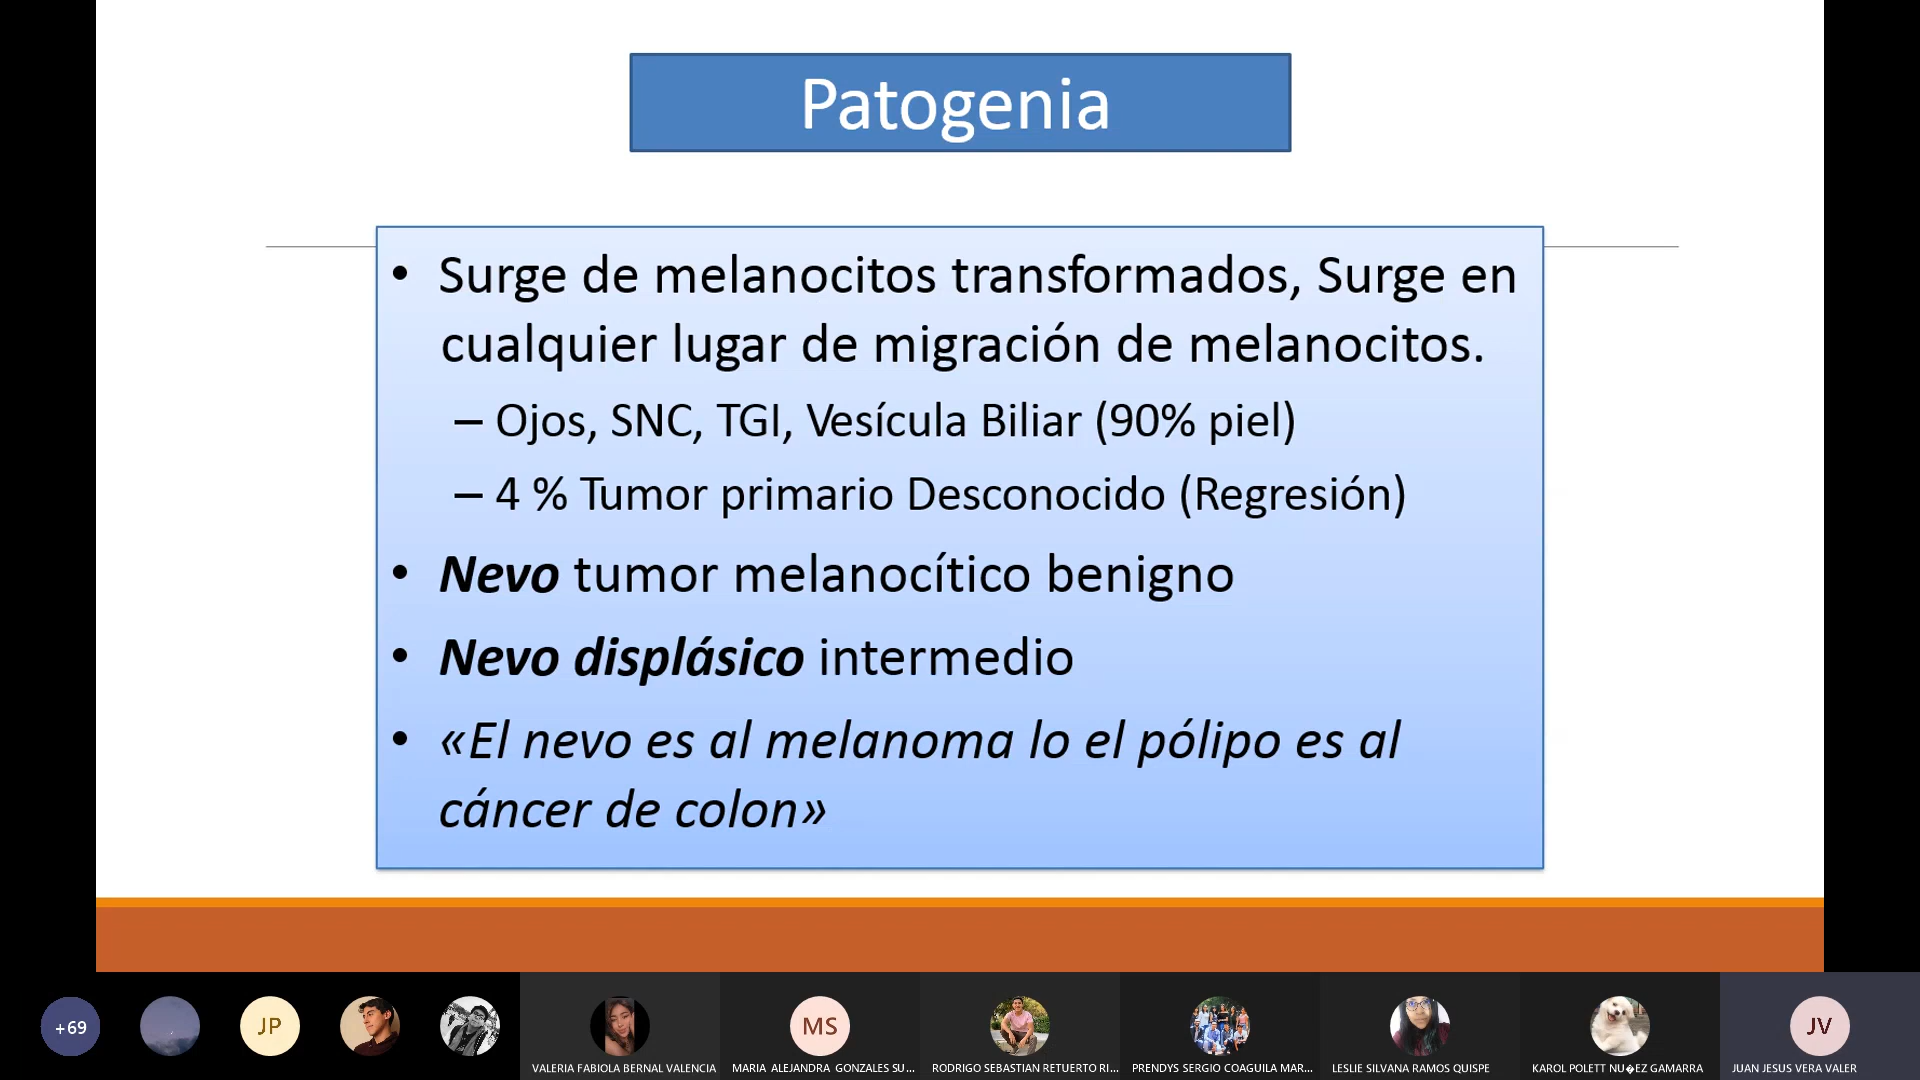 Patogenia
• Surge de melanocitos transformados, Surge en
cualquier lugar de migración de melanocitos.
– Ojos, SNC, TGI, Vesícula Biliar (90% piel)
– 4 % Tumor primario Desconocido (Regresión)
• Nevo tumor melanocítico benigno
• Nevo displásico intermedio
• «El nevo es al melanoma lo el pólipo es al
cáncer de colon»
+69
JP
MS
JV
VALERIA FABIOLA BERNAL VALENCIA
MARIA ALEJANDRA GONZALES SU...
RODRIGO SEBASTIAN RETUERTO RI...
PRENDYS SERGIO COAGUILA MAR...
LESLIE SILVANA RAMOS QUISPE
KAROL POLETT NU�EZ GAMARRA
JUAN JESUS VERA VALER